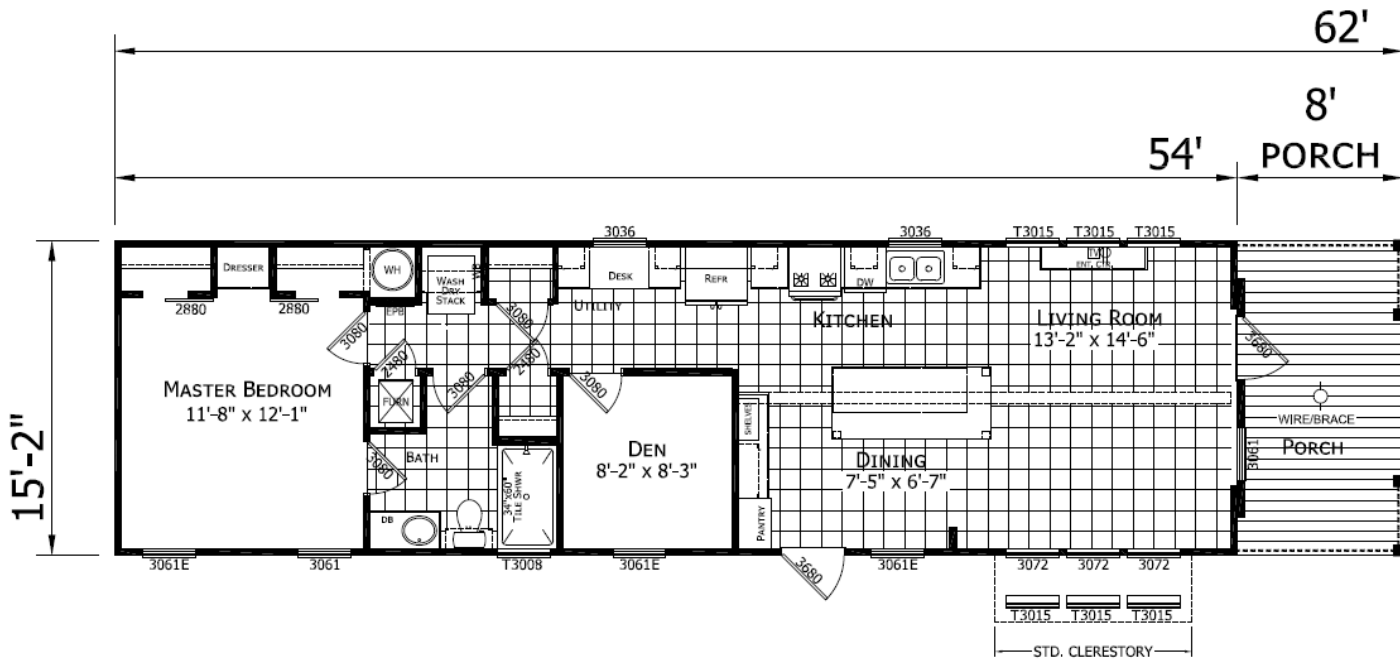 62'
8'
54' PORCH
15'-2"
3036
3036
T3015 T3015 T3015
DRESSER
WH
WASH
DRY
STACK
DESK
REFR
DW
TV
ENT. CTR.
2880
2880
EPB
3080
3080
UTILITY
KITCHEN
LIVING ROOM
13'-2" x 14'-6"
3680
2480
2480
3080
3080
FURN
MASTER BEDROOM
11'-8" x 12'-1"
SHELVES
WIRE/BRACE
PORCH
3061
BATH
3080
DEN
8'-2" x 8'-3"
DINING
7'-5" x 6'-7"
34"x60"
TILE SHWR
DB
PANTRY
3680
3061E
3061
T3008
3061E
3061E
3072 3072 3072
T3015 T3015 T3015
STD. CLERESTORY